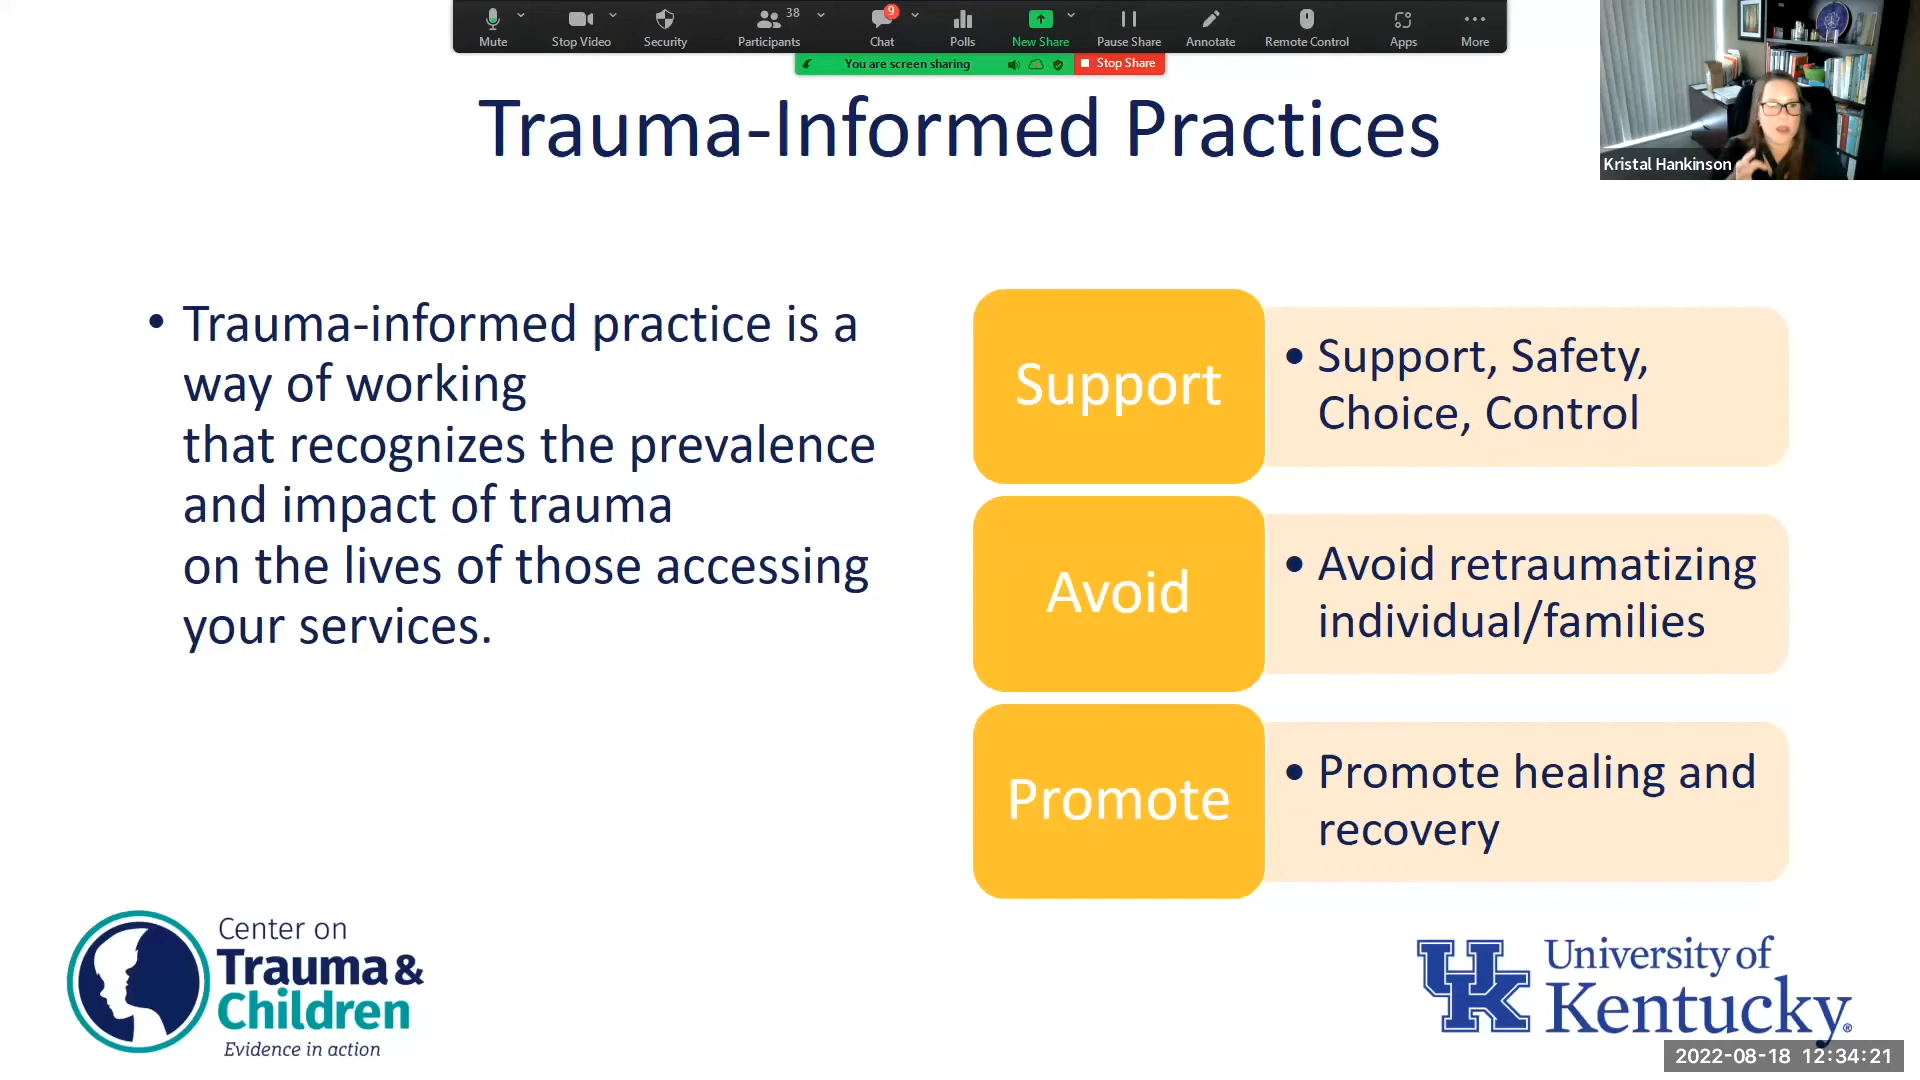 Mute
Stop Video
Security
38
Participants
9
Chat
Polls
New Share
Pause Share
Annotate
Remote Control
Apps
More
You are screen sharing
Stop Share
Kristal Hankinson
Trauma-Informed Practices
• Trauma-informed practice is a
way of working
that recognizes the prevalence
and impact of trauma
on the lives of those accessing
your services.
Support
• Support, Safety,
Choice, Control
Avoid
• Avoid retraumatizing
individual/families
Promote
• Promote healing and
recovery
Center on
Trauma &
Children
Evidence in action
UK
University of
Kentucky®
2022-08-18 12:34:21